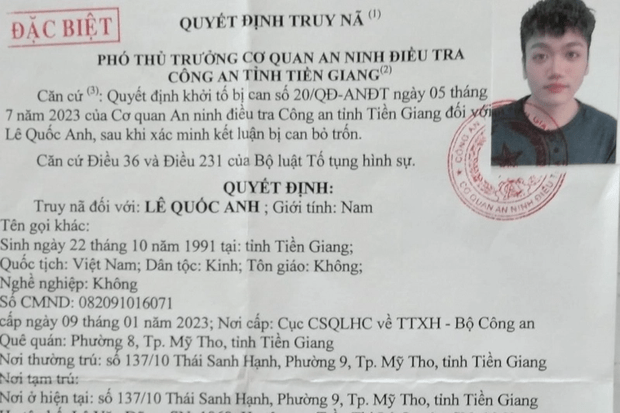 ĐẶC BIỆT
QUYẾT ĐỊNH TRUY NÃ (1)
PHÓ THỦ TRƯỞNG CƠ QUAN AN NINH ĐIỀU TRA
CÔNG AN TỈNH TIỀN GIANG(2)
Căn cứ (3): Quyết định khởi tố bị can số 20/QĐ-ANĐT ngày 05 tháng
7 năm 2023 của Cơ quan An ninh điều tra Công an tỉnh Tiền Giang đối với
Lê Quốc Anh, sau khi xác minh kết luận bị can bỏ trốn.
Căn cứ Điều 36 và Điều 231 của Bộ luật Tố tụng hình sự.
CÔNG AN
CƠ QUAN AN NINH ĐIỀU TRA
QUYẾT ĐỊNH:
Truy nã đối với: LÊ QUỐC ANH ; Giới tính: Nam
Tên gọi khác:
Sinh ngày 22 tháng 10 năm 1991 tại: tỉnh Tiền Giang;
Quốc tịch: Việt Nam; Dân tộc: Kinh; Tôn giáo: Không;
Nghề nghiệp: Không
Số CMND: 082091016071
cấp ngày 09 tháng 01 năm 2023; Nơi cấp: Cục CSQLHC về TTXH - Bộ Công an
Quê quán: Phường 8, Tp. Mỹ Tho, tỉnh Tiền Giang
Nơi thường trú: số 137/10 Thái Sanh Hạnh, Phường 9, Tp. Mỹ Tho, tỉnh Tiền Giang
Nơi tạm trú:
Nơi ở hiện tại: số 137/10 Thái Sanh Hạnh, Phường 9, Tp. Mỹ Tho, tỉnh Tiền Giang